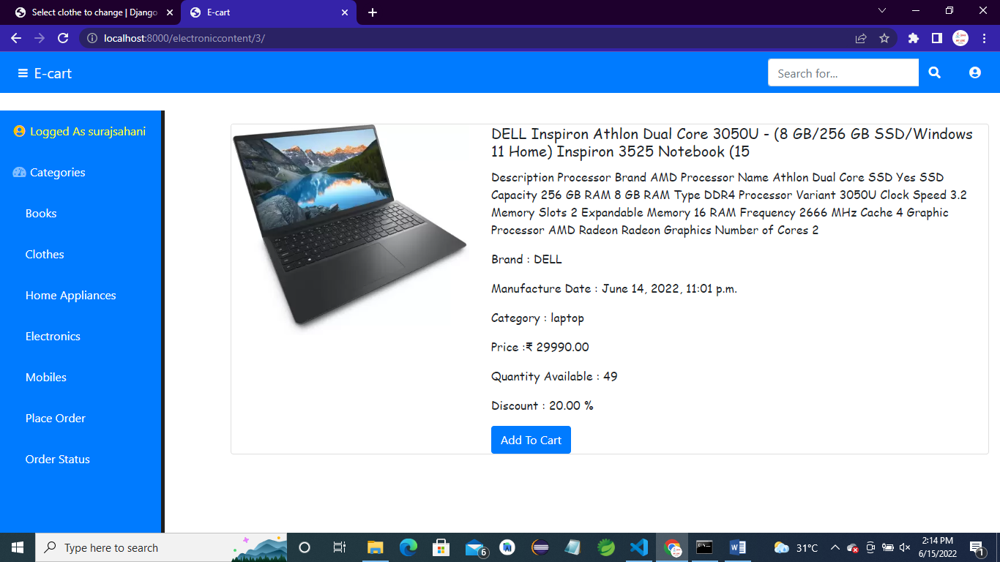 Select clothe to change | Django
E-cart
localhost:8000/electroniccontent/3/
E-cart
Search for...
Logged As surajsahani
Categories
Books
Clothes
Home Appliances
Electronics
Mobiles
Place Order
Order Status
DELL Inspiron Athlon Dual Core 3050U - (8 GB/256 GB SSD/Windows
11 Home) Inspiron 3525 Notebook (15
Description Processor Brand AMD Processor Name Athlon Dual Core SSD Yes SSD
Capacity 256 GB RAM 8 GB RAM Type DDR4 Processor Variant 3050U Clock Speed 3.2
Memory Slots 2 Expandable Memory 16 RAM Frequency 2666 MHz Cache 4 Graphic
Processor AMD Radeon Radeon Graphics Number of Cores 2
Brand : DELL
Manufacture Date : June 14, 2022, 11:01 p.m.
Category : laptop
Price :₹ 29990.00
Quantity Available : 49
Discount : 20.00 %
Add To Cart
Type here to search
6
31°C
2:14 PM
6/15/2022
1